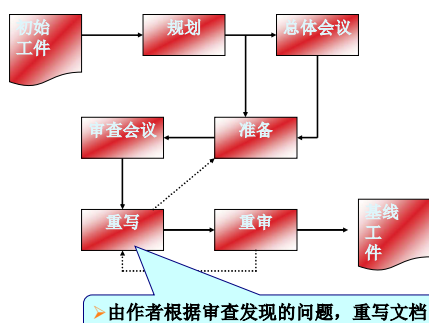 初始
工件
规划
总体会议
审查会议
准备
重写
重审
基线
工
件
➢由作者根据审查发现的问题，重写文档